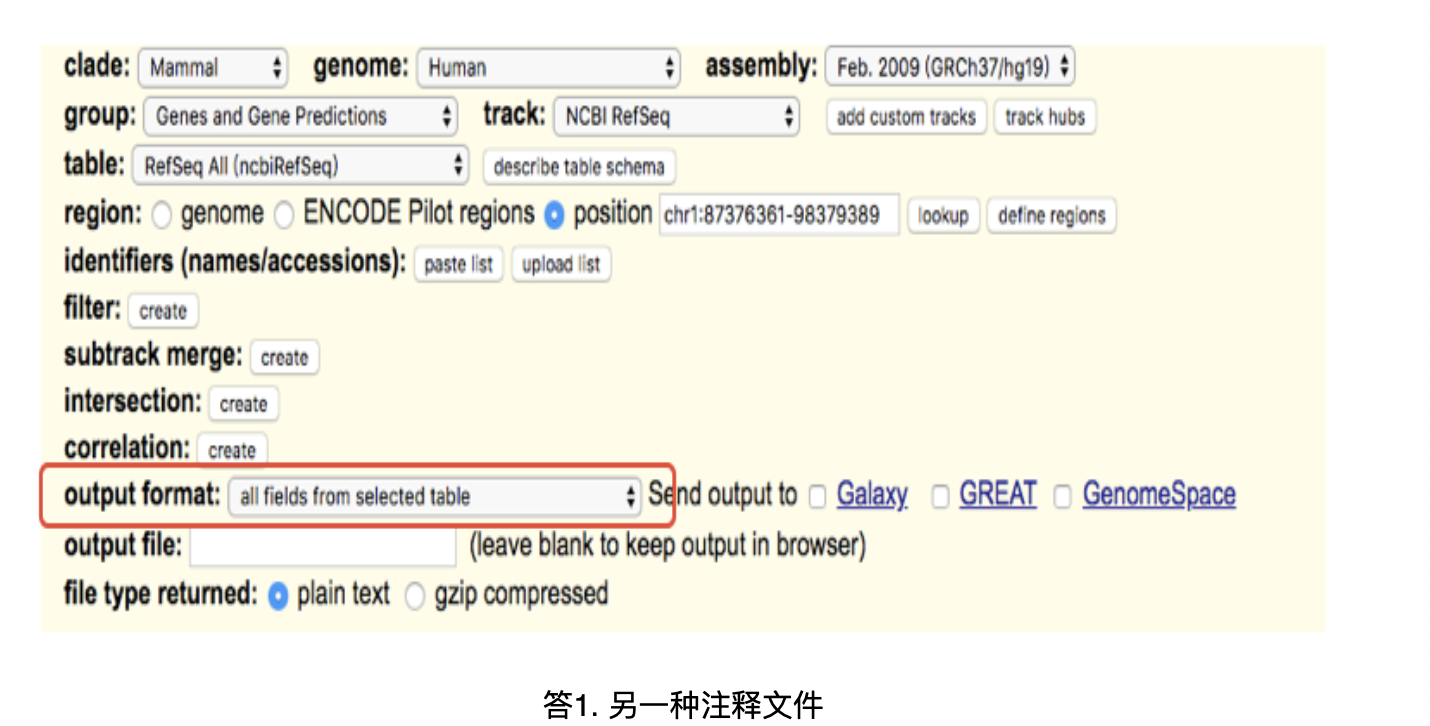 clade: Mammal genome: Human assembly: Feb. 2009 (GRCh37/hg19)
group: Genes and Gene Predictions track: NCBI RefSeq add custom tracks track hubs
table: RefSeq All (ncbiRefSeq) describe table schema
region: genome ENCODE Pilot regions position chr1:87376361-98379389 lookup define regions
identifiers (names/accessions): paste list upload list
filter: create
subtrack merge: create
intersection: create
correlation: create
output format: all fields from selected table Send output to Galaxy GREAT GenomeSpace
output file: (leave blank to keep output in browser)
file type returned: plain text gzip compressed
答1. 另一种注释文件